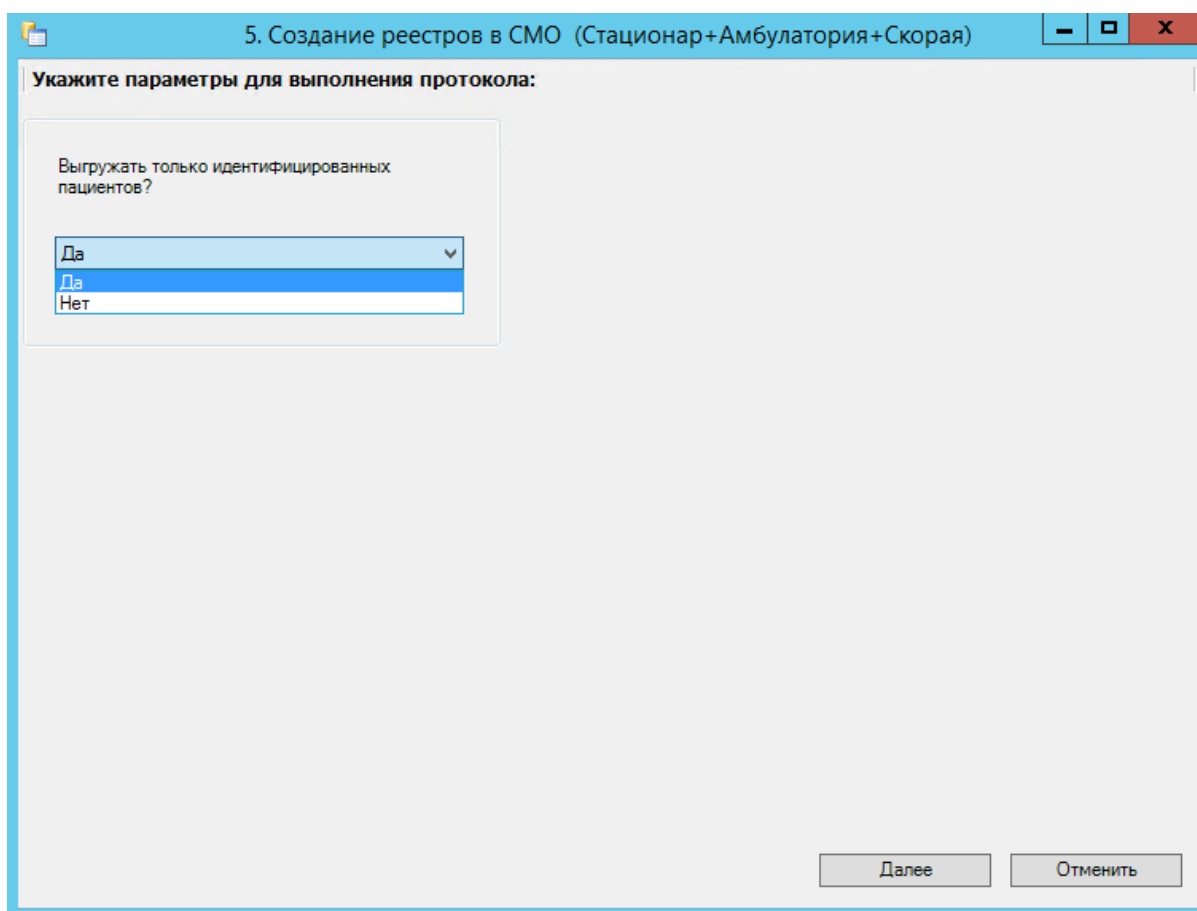 5. Создание реестров в СМО (Стационар+Амбулатория+Скорая)
Укажите параметры для выполнения протокола:
Выгружать только идентифицированных
пациентов?
Да
Да
Нет
Далее
Отменить